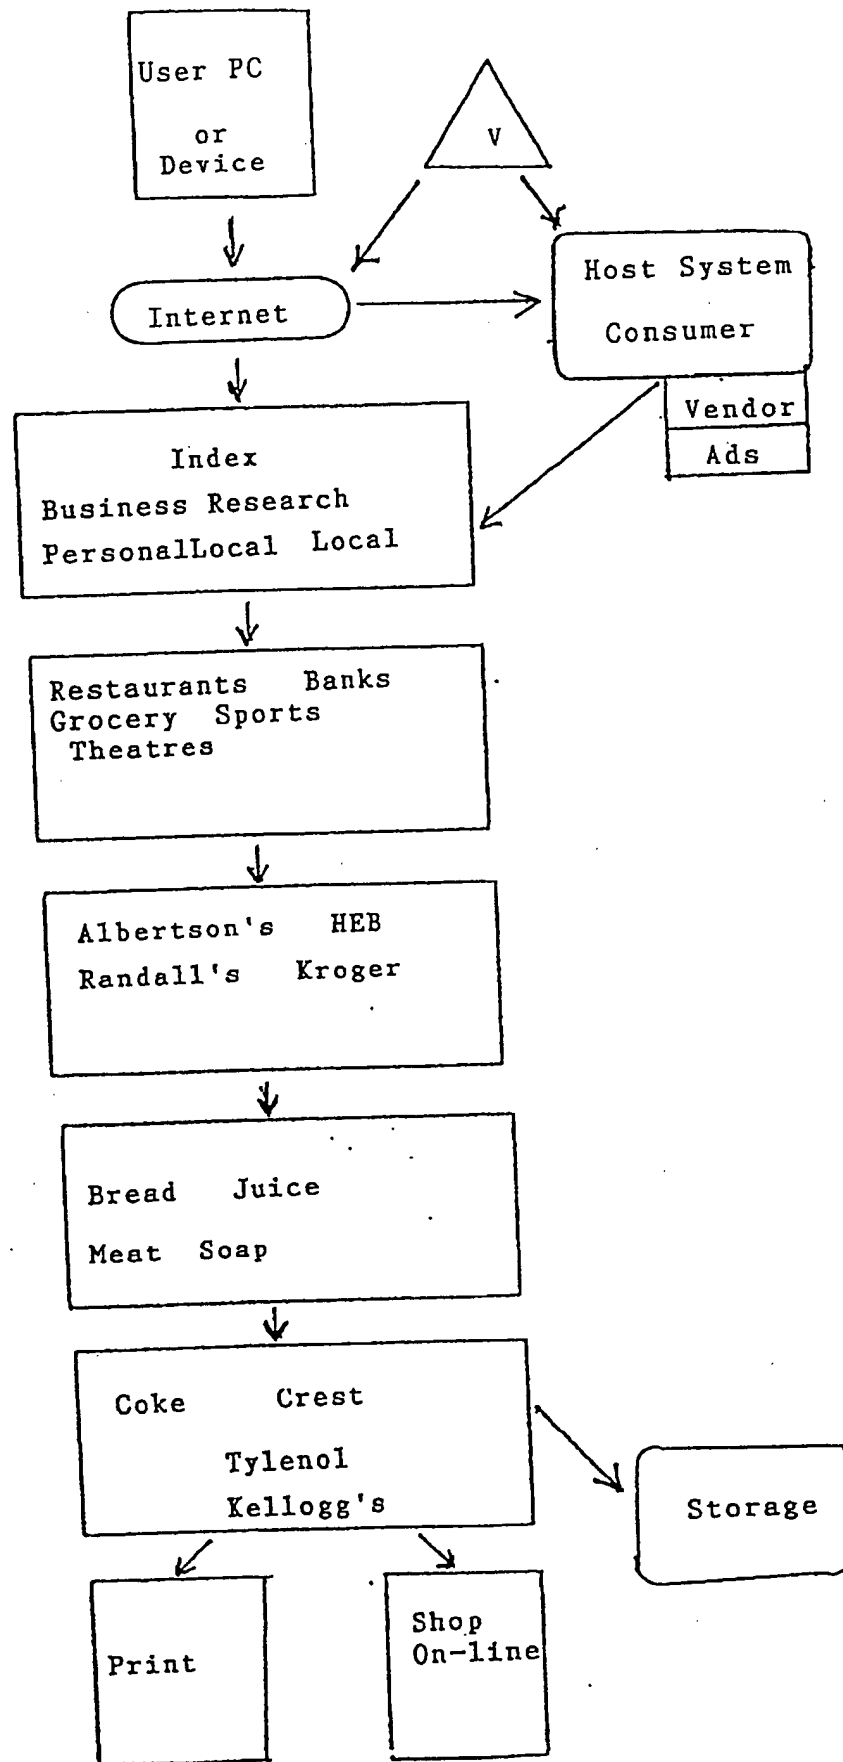 User PC
or
Device
V
Internet
Host System
Consumer
Vendor
Ads
Index
Business Research
PersonalLocal Local
Restaurants Banks
Grocery Sports
Theatres
Albertson's HEB
Randall's Kroger
Bread Juice
Meat Soap
Coke Crest
Tylenol
Kellogg's
Storage
Print
Shop
On-line